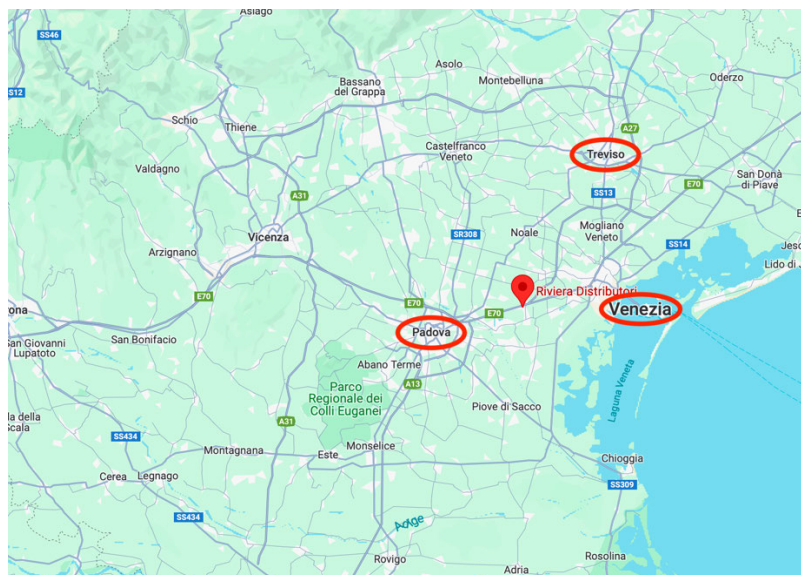 Asiago
SS46
Asolo
Montebelluna
Oderzo
Bassano
del Grappa
SS12
Schio
Thiene
A27
Castelfranco
Veneto
Treviso
Valdagno
San Donà
di Piave
E70
A31
SS13
Mogliano
Veneto
Noale
SR308
Vicenza
SS14
Arzignano
Lido di J
Riviera Distributori
E70
E70
E70
Venezia
San Bonifacio
Padova
San Giovanni
Lupatoto
Abano Terme
A13
Laguna Veneta
Parco
Regionale dei
Colli Euganei
Piove di Sacco
A31
SS434
Monselice
Montagnana
Este
Chioggia
Cerea
Legnago
SS309
SS434
Adige
Rovigo
Rosolina
Adria